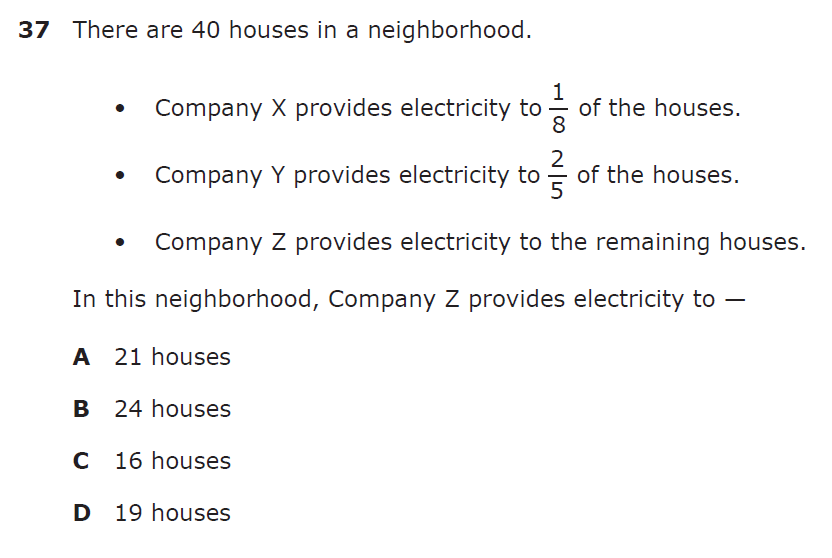 37 There are 40 houses in a neighborhood.
• Company X provides electricity to 1/8 of the houses.
• Company Y provides electricity to 2/5 of the houses.
• Company Z provides electricity to the remaining houses.
In this neighborhood, Company Z provides electricity to —
A 21 houses
B 24 houses
C 16 houses
D 19 houses